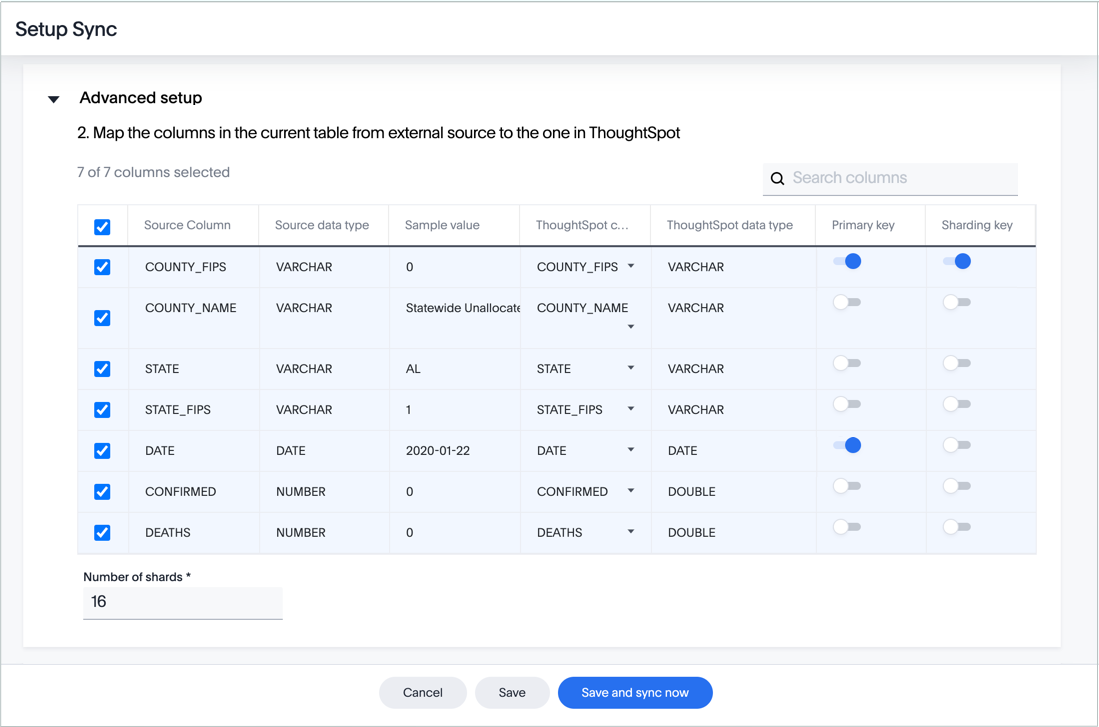 Setup Sync
Advanced setup
2. Map the columns in the current table from external source to the one in ThoughtSpot
7 of 7 columns selected
Search columns
Source Column Source data type Sample value ThoughtSpot c... ThoughtSpot data type Primary key Sharding key
COUNTY_FIPS VARCHAR 0 COUNTY_FIPS VARCHAR
COUNTY_NAME VARCHAR Statewide Unallocate COUNTY_NAME VARCHAR
STATE VARCHAR AL STATE VARCHAR
STATE_FIPS VARCHAR 1 STATE_FIPS VARCHAR
DATE DATE 2020-01-22 DATE DATE
CONFIRMED NUMBER 0 CONFIRMED DOUBLE
DEATHS NUMBER 0 DEATHS DOUBLE
Number of shards *
16
Cancel Save Save and sync now